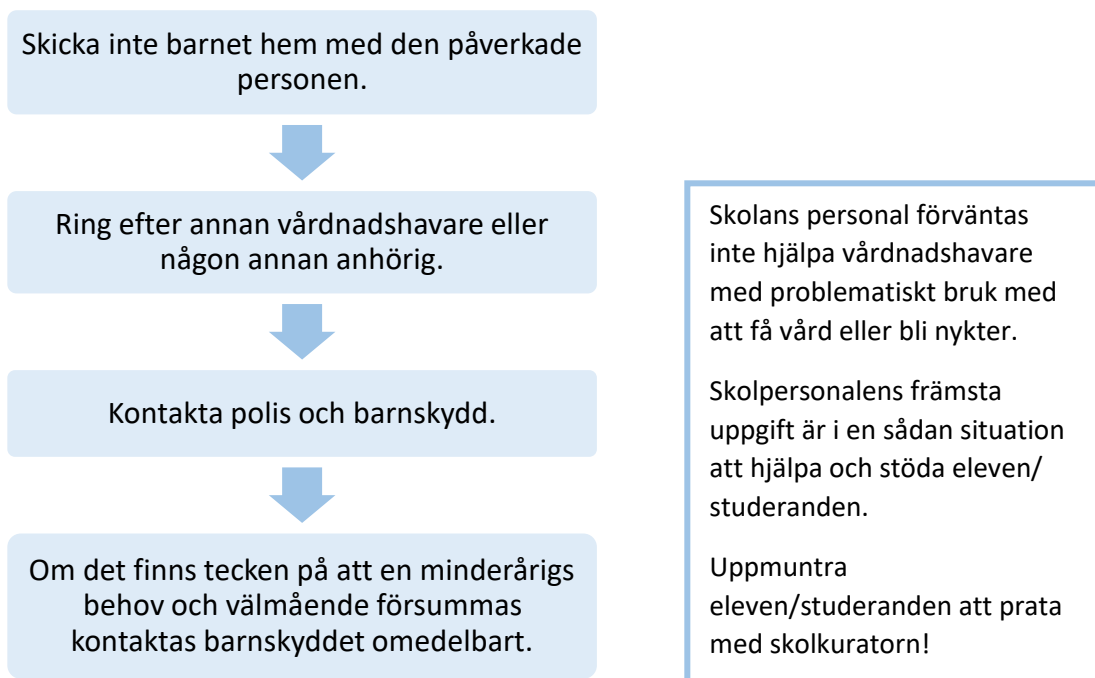 Skicka inte barnet hem med den påverkade
personen.
Ring efter annan vårdnadshavare eller
någon annan anhörig.
Kontakta polis och barnskydd.
Om det finns tecken på att en minderårigs
behov och välmående försummas
kontaktas barnskyddet omedelbart.
Skolans personal förväntas
inte hjälpa vårdnadshavare
med problematiskt bruk med
att få vård eller bli nykter.
Skolpersonalens främsta
uppgift är i en sådan situation
att hjälpa och stöda eleven/
studeranden.
Uppmuntra
eleven/studeranden att prata
med skolkuratorn!